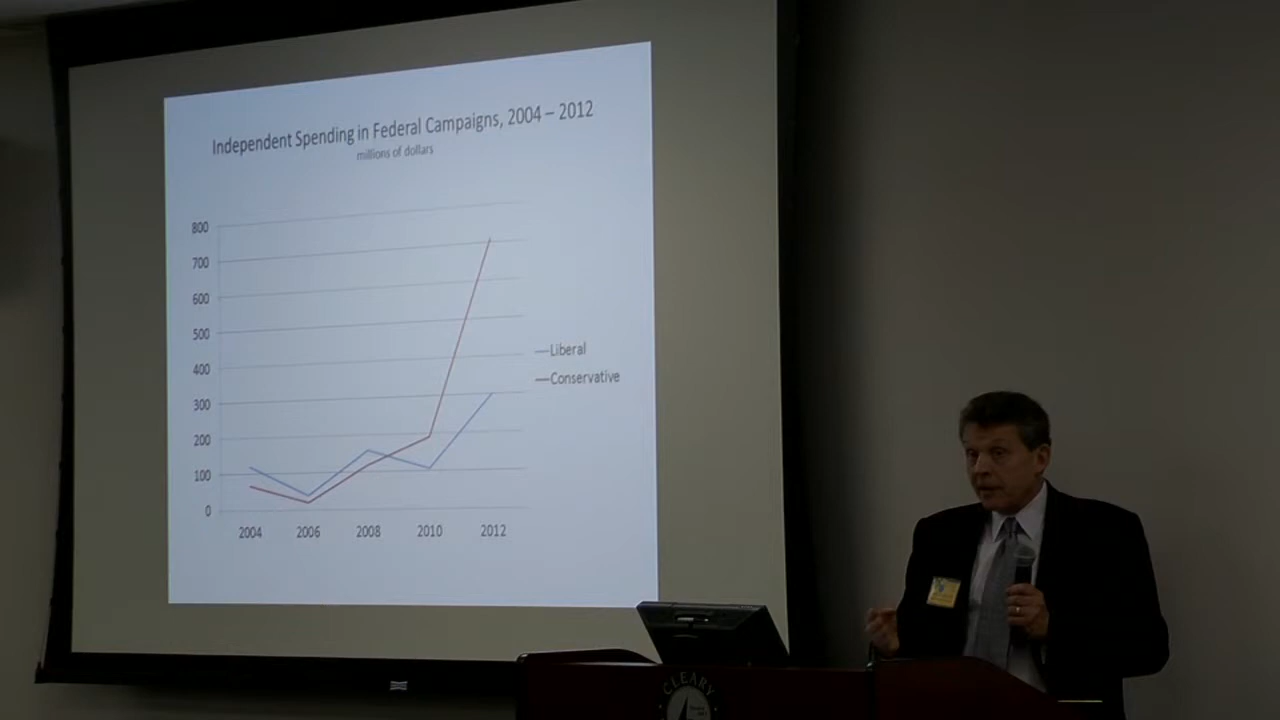 Independent Spending in Federal Campaigns, 2004 – 2012
millions of dollars
800
700
600
500
400
300
200
100
0
2004 2006 2008 2010 2012
Liberal
Conservative
CLEARY